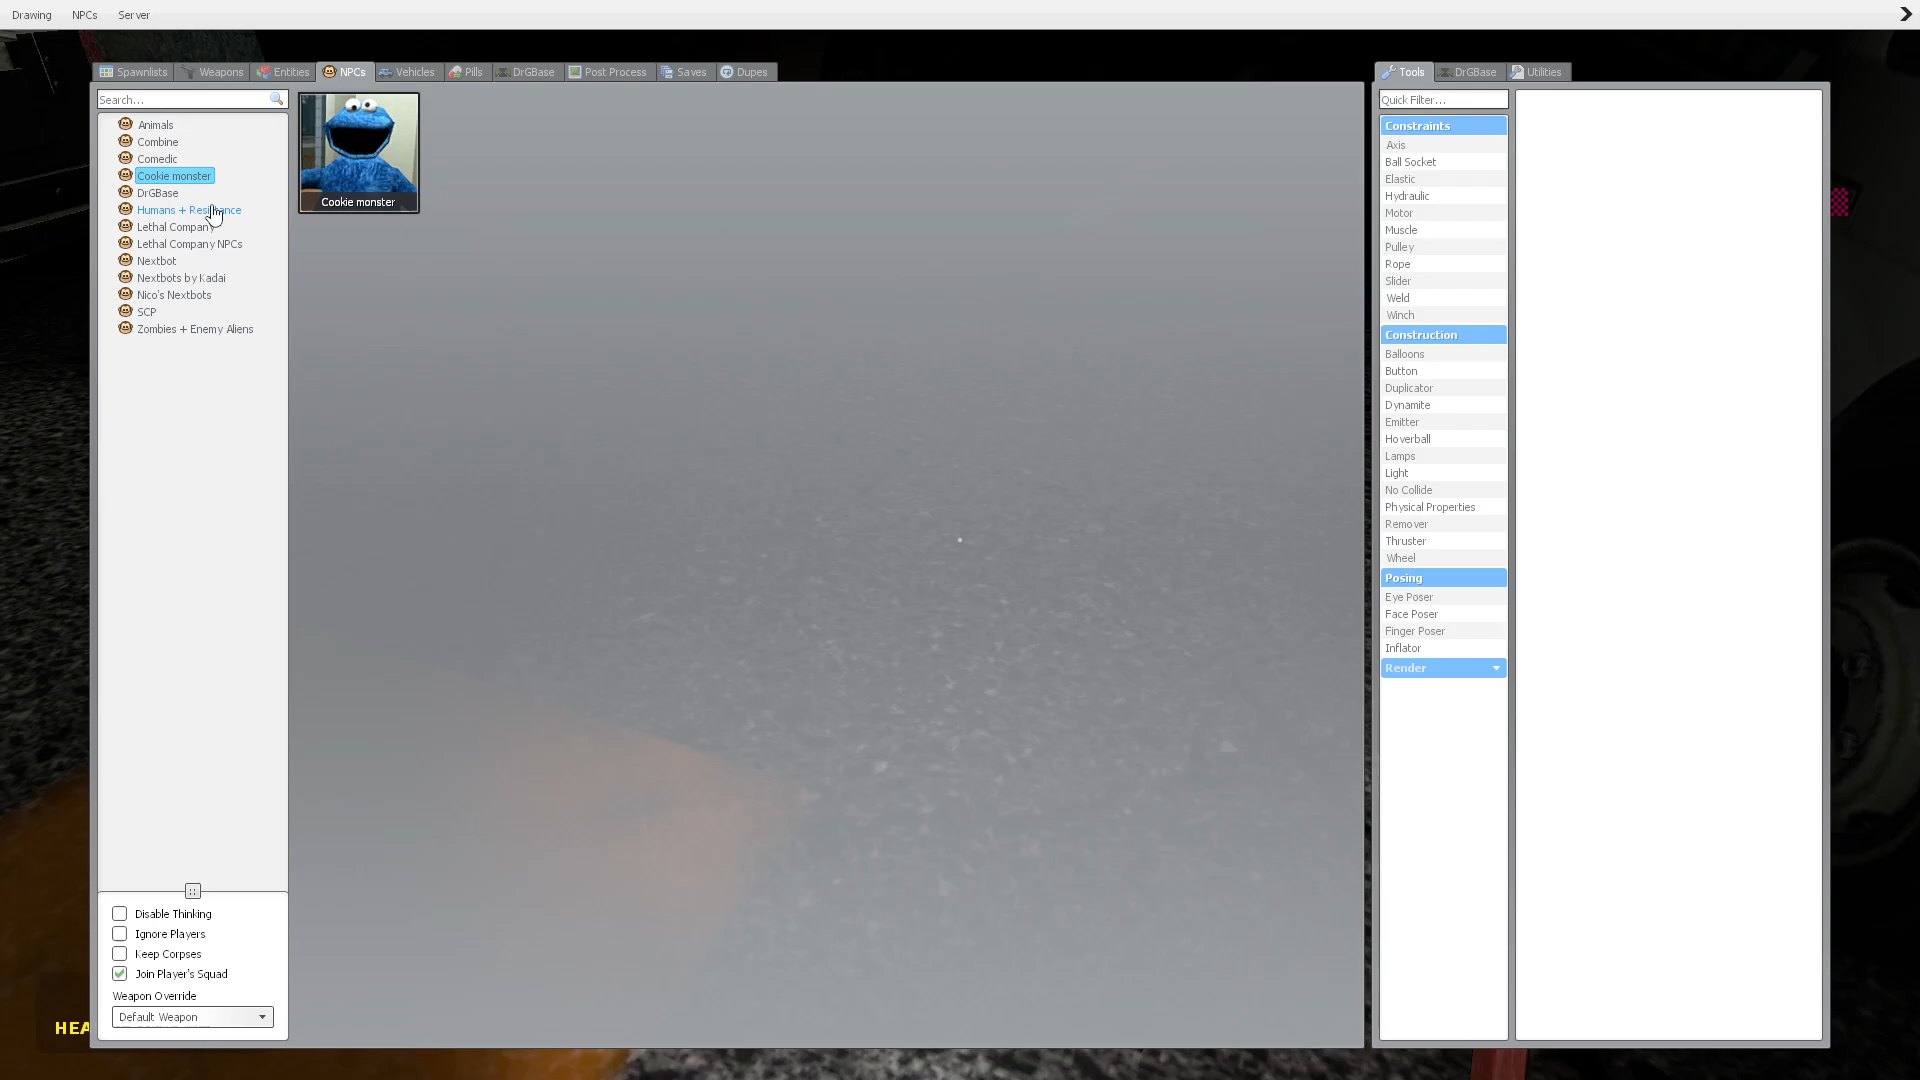 Drawing NPCs Server
Spawnlists Weapons Entities NPCs Vehicles Pills DrGBase Post Process Saves Dupes
Search...
Animals
Combine
Comedic
Cookie monster
DrGBase
Humans + Resistance
Lethal Company
Lethal Company NPCs
Nextbot
Nextbots by Kadai
Nico's Nextbots
SCP
Zombies + Enemy Aliens
Disable Thinking
Ignore Players
Keep Corpses
Join Player's Squad
Weapon Override
Default Weapon
HEA
Cookie monster
Tools DrGBase Utilities
Quick Filter...
Constraints
Axis
Ball Socket
Elastic
Hydraulic
Motor
Muscle
Pulley
Rope
Slider
Weld
Winch
Construction
Balloons
Button
Duplicator
Dynamite
Emitter
Hoverball
Lamps
Light
No Collide
Physical Properties
Remover
Thruster
Wheel
Posing
Eye Poser
Face Poser
Finger Poser
Inflator
Render